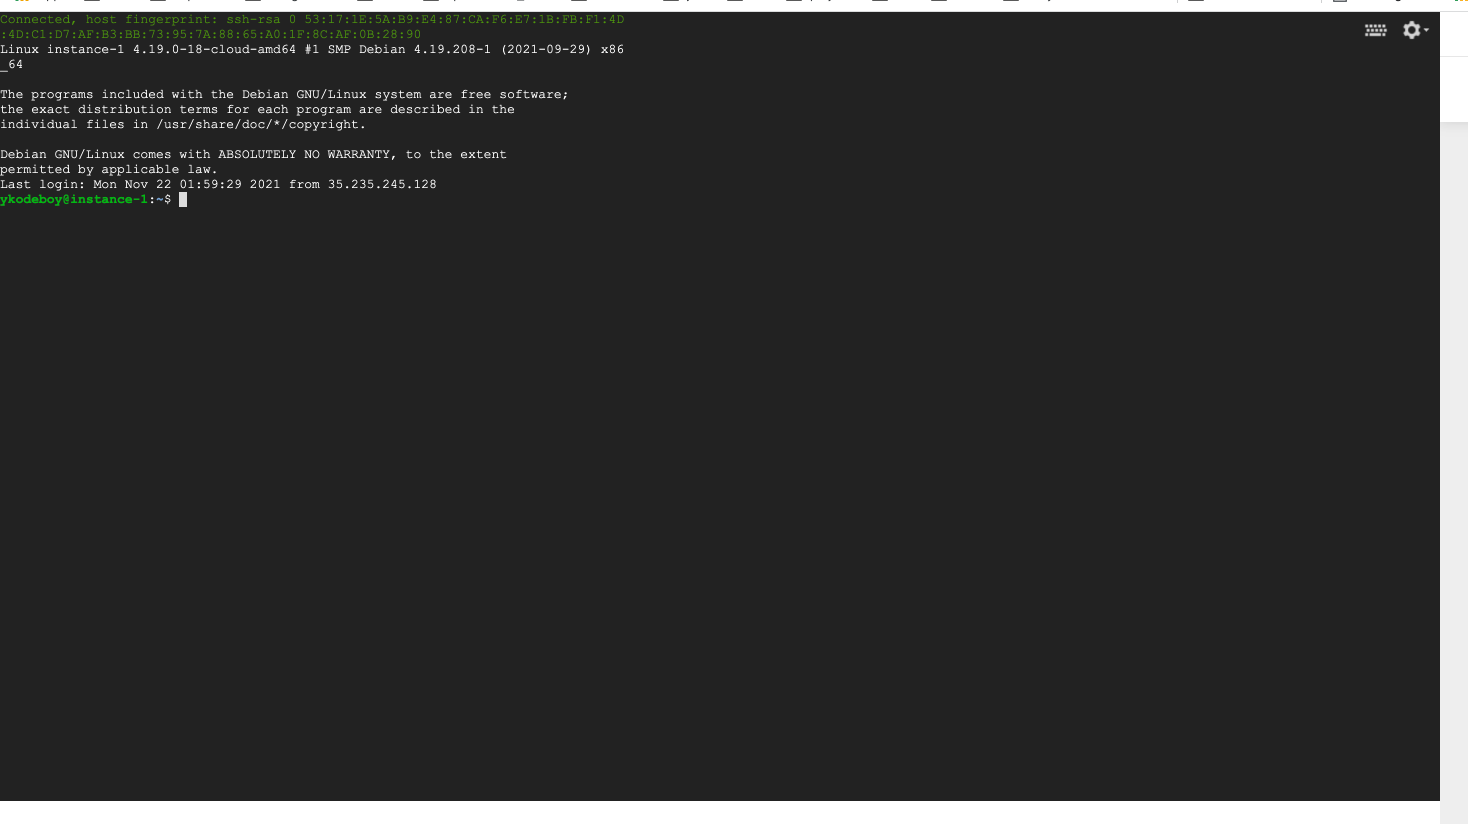 Connected, host fingerprint: ssh-rsa 0 53:17:1E:5A:B9:E4:87:CA:F6:E7:1B:FB:F1:4D
:4D:C1:D7:AF:B3:BB:73:95:7A:88:65:A0:1F:8C:AF:0B:28:90
Linux instance-1 4.19.0-18-cloud-amd64 #1 SMP Debian 4.19.208-1 (2021-09-29) x86
_64
The programs included with the Debian GNU/Linux system are free software;
the exact distribution terms for each program are described in the
individual files in /usr/share/doc/*/copyright.
Debian GNU/Linux comes with ABSOLUTELY NO WARRANTY, to the extent
permitted by applicable law.
Last login: Mon Nov 22 01:59:29 2021 from 35.235.245.128
ykodeboy@instance-1:~$